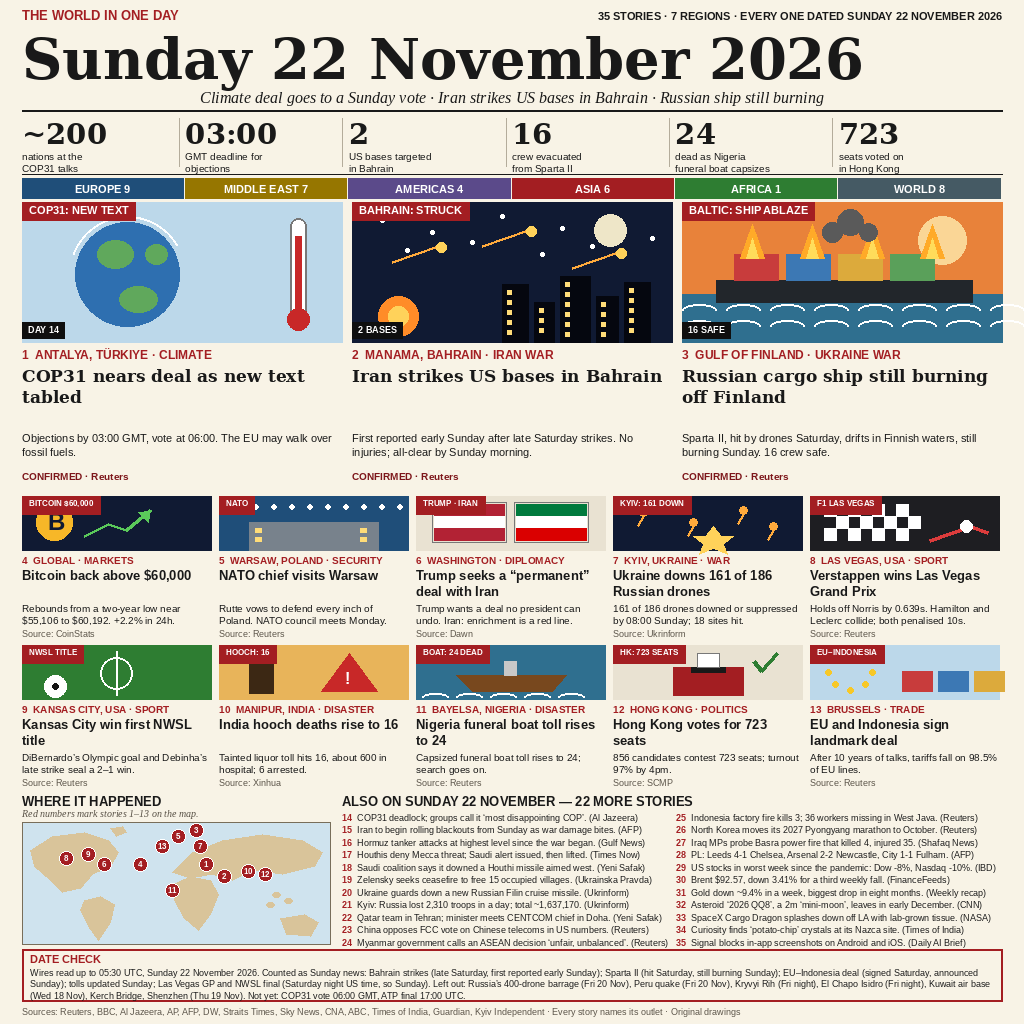 THE WORLD IN ONE DAY
35 STORIES · 7 REGIONS · EVERY ONE DATED SUNDAY 22 NOVEMBER 2026
Sunday 22 November 2026
Climate deal goes to a Sunday vote · Iran strikes US bases in Bahrain · Russian ship still burning
~200
nations at the
COP31 talks
03:00
GMT deadline for
objections
2
US bases targeted
in Bahrain
16
crew evacuated
from Sparta II
24
dead as Nigeria
funeral boat capsizes
723
seats voted on
in Hong Kong
EUROPE 9
MIDDLE EAST 7
AMERICAS 4
ASIA 6
AFRICA 1
WORLD 8
COP31: NEW TEXT
DAY 14
1 ANTALYA, TÜRKIYE · CLIMATE
COP31 nears deal as new text
tabled
Objections by 03:00 GMT, vote at 06:00. The EU may walk over
fossil fuels.
CONFIRMED · Reuters
BAHRAIN: STRUCK
2 BASES
2 MANAMA, BAHRAIN · IRAN WAR
Iran strikes US bases in Bahrain
First reported early Sunday after late Saturday strikes. No
injuries; all-clear by Sunday morning.
CONFIRMED · Reuters
BALTIC: SHIP ABLAZE
16 SAFE
3 GULF OF FINLAND · UKRAINE WAR
Russian cargo ship still burning
off Finland
Sparta II, hit by drones Saturday, drifts in Finnish waters, still
burning Sunday. 16 crew safe.
CONFIRMED · Reuters
BITCOIN $60,000
B
4 GLOBAL · MARKETS
Bitcoin back above $60,000
Rebounds from a two-year low near
$55,106 to $60,192. +2.2% in 24h.
Source: CoinStats
NATO
5 WARSAW, POLAND · SECURITY
NATO chief visits Warsaw
Rutte vows to defend every inch of
Poland. NATO council meets Monday.
Source: Reuters
TRUMP · IRAN
6 WASHINGTON · DIPLOMACY
Trump seeks a “permanent”
deal with Iran
Trump wants a deal no president can
undo. Iran: enrichment is a red line.
Source: Dawn
KYIV: 161 DOWN
7 KYIV, UKRAINE · WAR
Ukraine downs 161 of 186
Russian drones
161 of 186 drones downed or suppressed
by 08:00 Sunday; 18 sites hit.
Source: Ukrinform
F1 LAS VEGAS
8 LAS VEGAS, USA · SPORT
Verstappen wins Las Vegas
Grand Prix
Holds off Norris by 0.639s. Hamilton and
Leclerc collide; both penalised 10s.
Source: Reuters
NWSL TITLE
9 KANSAS CITY, USA · SPORT
Kansas City win first NWSL
title
DiBernardo's Olympic goal and Debinha's
late strike seal a 2–1 win.
Source: Reuters
HOOCH: 16
!
10 MANIPUR, INDIA · DISASTER
India hooch deaths rise to 16
Tainted liquor toll hits 16, about 600 in
hospital; 6 arrested.
Source: Xinhua
BOAT: 24 DEAD
11 BAYELSA, NIGERIA · DISASTER
Nigeria funeral boat toll rises
to 24
Capsized funeral boat toll rises to 24;
search goes on.
Source: Reuters
HK: 723 SEATS
12 HONG KONG · POLITICS
Hong Kong votes for 723
seats
856 candidates contest 723 seats; turnout
97% by 4pm.
Source: SCMP
EU–INDONESIA
13 BRUSSELS · TRADE
EU and Indonesia sign
landmark deal
After 10 years of talks, tariffs fall on 98.5%
of EU lines.
Source: Reuters
WHERE IT HAPPENED
Red numbers mark stories 1–13 on the map.
3
5
13
7
8
9
6
4
1
2
10
12
11
ALSO ON SUNDAY 22 NOVEMBER — 22 MORE STORIES
14 COP31 deadlock; groups call it ‘most disappointing COP’. (Al Jazeera)
15 Iran to begin rolling blackouts from Sunday as war damage bites. (AFP)
16 Hormuz tanker attacks at highest level since the war began. (Gulf News)
17 Houthis deny Mecca threat; Saudi alert issued, then lifted. (Times Now)
18 Saudi coalition says it downed a Houthi missile army westward. (Yeni Safak)
19 Zelensky seeks ceasefire to free 15 occupied villages. (Ukrainska Pravda)
20 Ukraine guards down a new Russian Filin cruise missile. (Ukrinform)
21 Kyiv: Russia lost 2,310 troops in a day; total ~1,637,170. (Ukrinform)
22 Qatar team in Tehran; minister meets CENTCOM chief in Doha. (Yeni Safak)
23 China opposes FCC vote on Chinese telecoms in US numbers. (Reuters)
24 Myanmar government calls an ASEAN decision ‘unfair, unbalanced’. (Reuters)
25 Indonesia factory fire kills 3; 36 workers missing in West Java. (Reuters)
26 North Korea moves its 2027 Pyongyang marathon to October. (Reuters)
27 Iraq MPs probe Basra power fire that killed 4, injured 35. (Shafaq News)
28 PL: Leeds 4-1 Chelsea, Arsenal 2-2 Newcastle, City 1-1 Fulham. (AFP)
29 US stocks in worst week since the pandemic: Dow -8%, Nasdaq -10%. (IBD)
30 Brent $92.57, down 3.41% for a third weekly fall. (FinanceFeeds)
31 Gold down ~9.4% in a week, biggest drop in eight months. (Weekly recap)
32 Asteroid ‘2026 QQ8’, a 2m ‘mini-moon’, leaves in early December. (CNN)
33 SpaceX Cargo Dragon splashes down off LA with lab-grown tissue. (NASA)
34 Curiosity finds ‘potato-chip’ crystals at its Nazca site. (Times of India)
35 Signal blocks in-app screenshots on Android and iOS. (Daily AI Brief)
DATE CHECK
Wires read up to 05:30 UTC, Sunday 22 November 2026. Counted as Sunday news: Bahrain strikes (late Saturday, first reported early Sunday); Sparta II (hit Saturday, still burning Sunday); EU–Indonesia deal (signed Saturday, announced
Sunday); tolls updated Sunday; Las Vegas GP and NWSL final (Saturday night US time, so Sunday). Left out: Russia's 400-drone barrage (Fri 20 Nov), Peru quake (Fri 20 Nov), Kryvyi Rih (Fri night), El Chapo Isidro (Fri night), Kuwait air base
(Wed 18 Nov), Kerch Bridge, Shenzhen (Thu 19 Nov). Not yet: COP31 vote 06:00 GMT, ATP final 17:00 UTC.
Sources: Reuters, BBC, Al Jazeera, AP, AFP, DW, Straits Times, Sky News, CNA, ABC, Times of India, Guardian, Kyiv Independent · Every story names its outlet · Original drawings